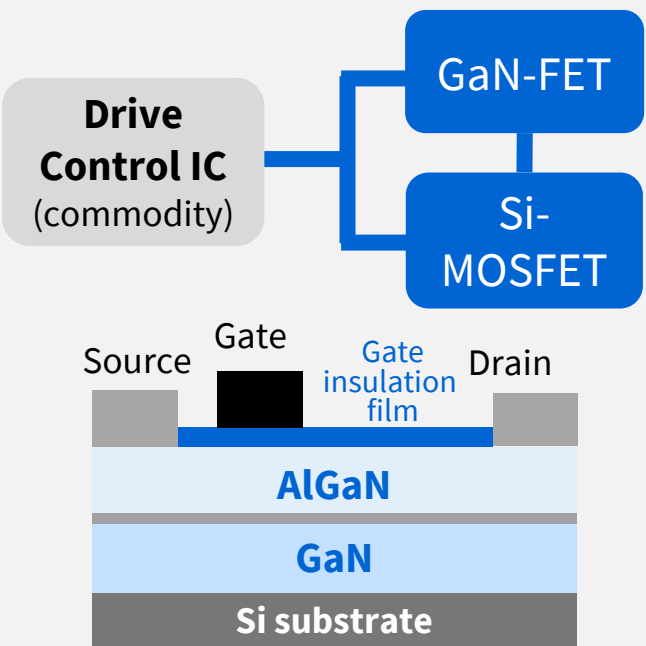 Drive
Control IC
(commodity)
GaN-FET
Si-
MOSFET
Source
Gate
Gate
insulation
film
Drain
AlGaN
GaN
Si substrate